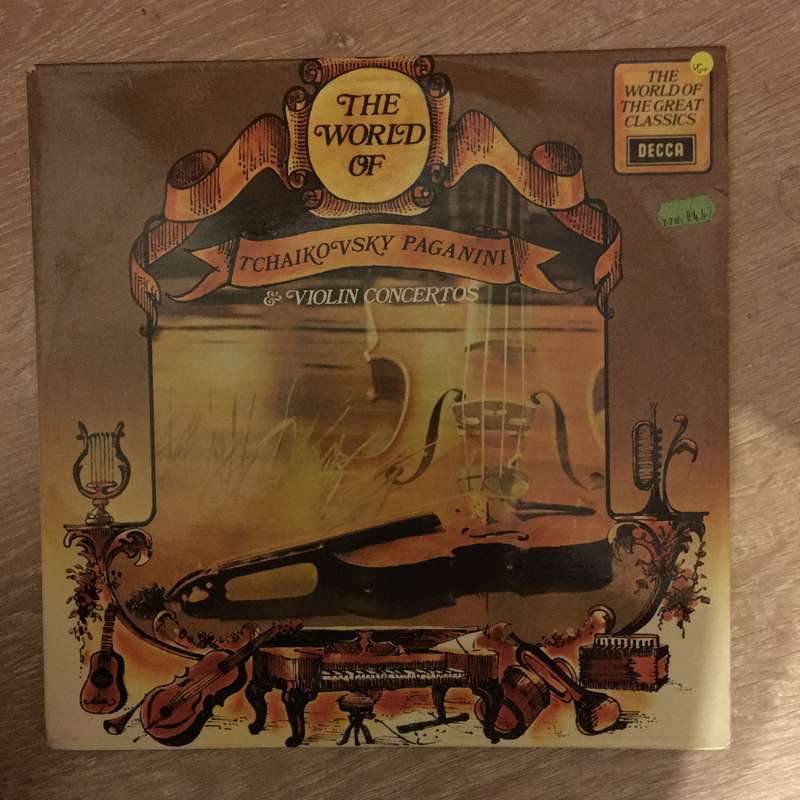 THE
WORLD
OF
TCHAIKOVSKY PAGANINI
& VIOLIN CONCERTOS
THE
WORLD OF
THE GREAT
CLASSICS
DECCA